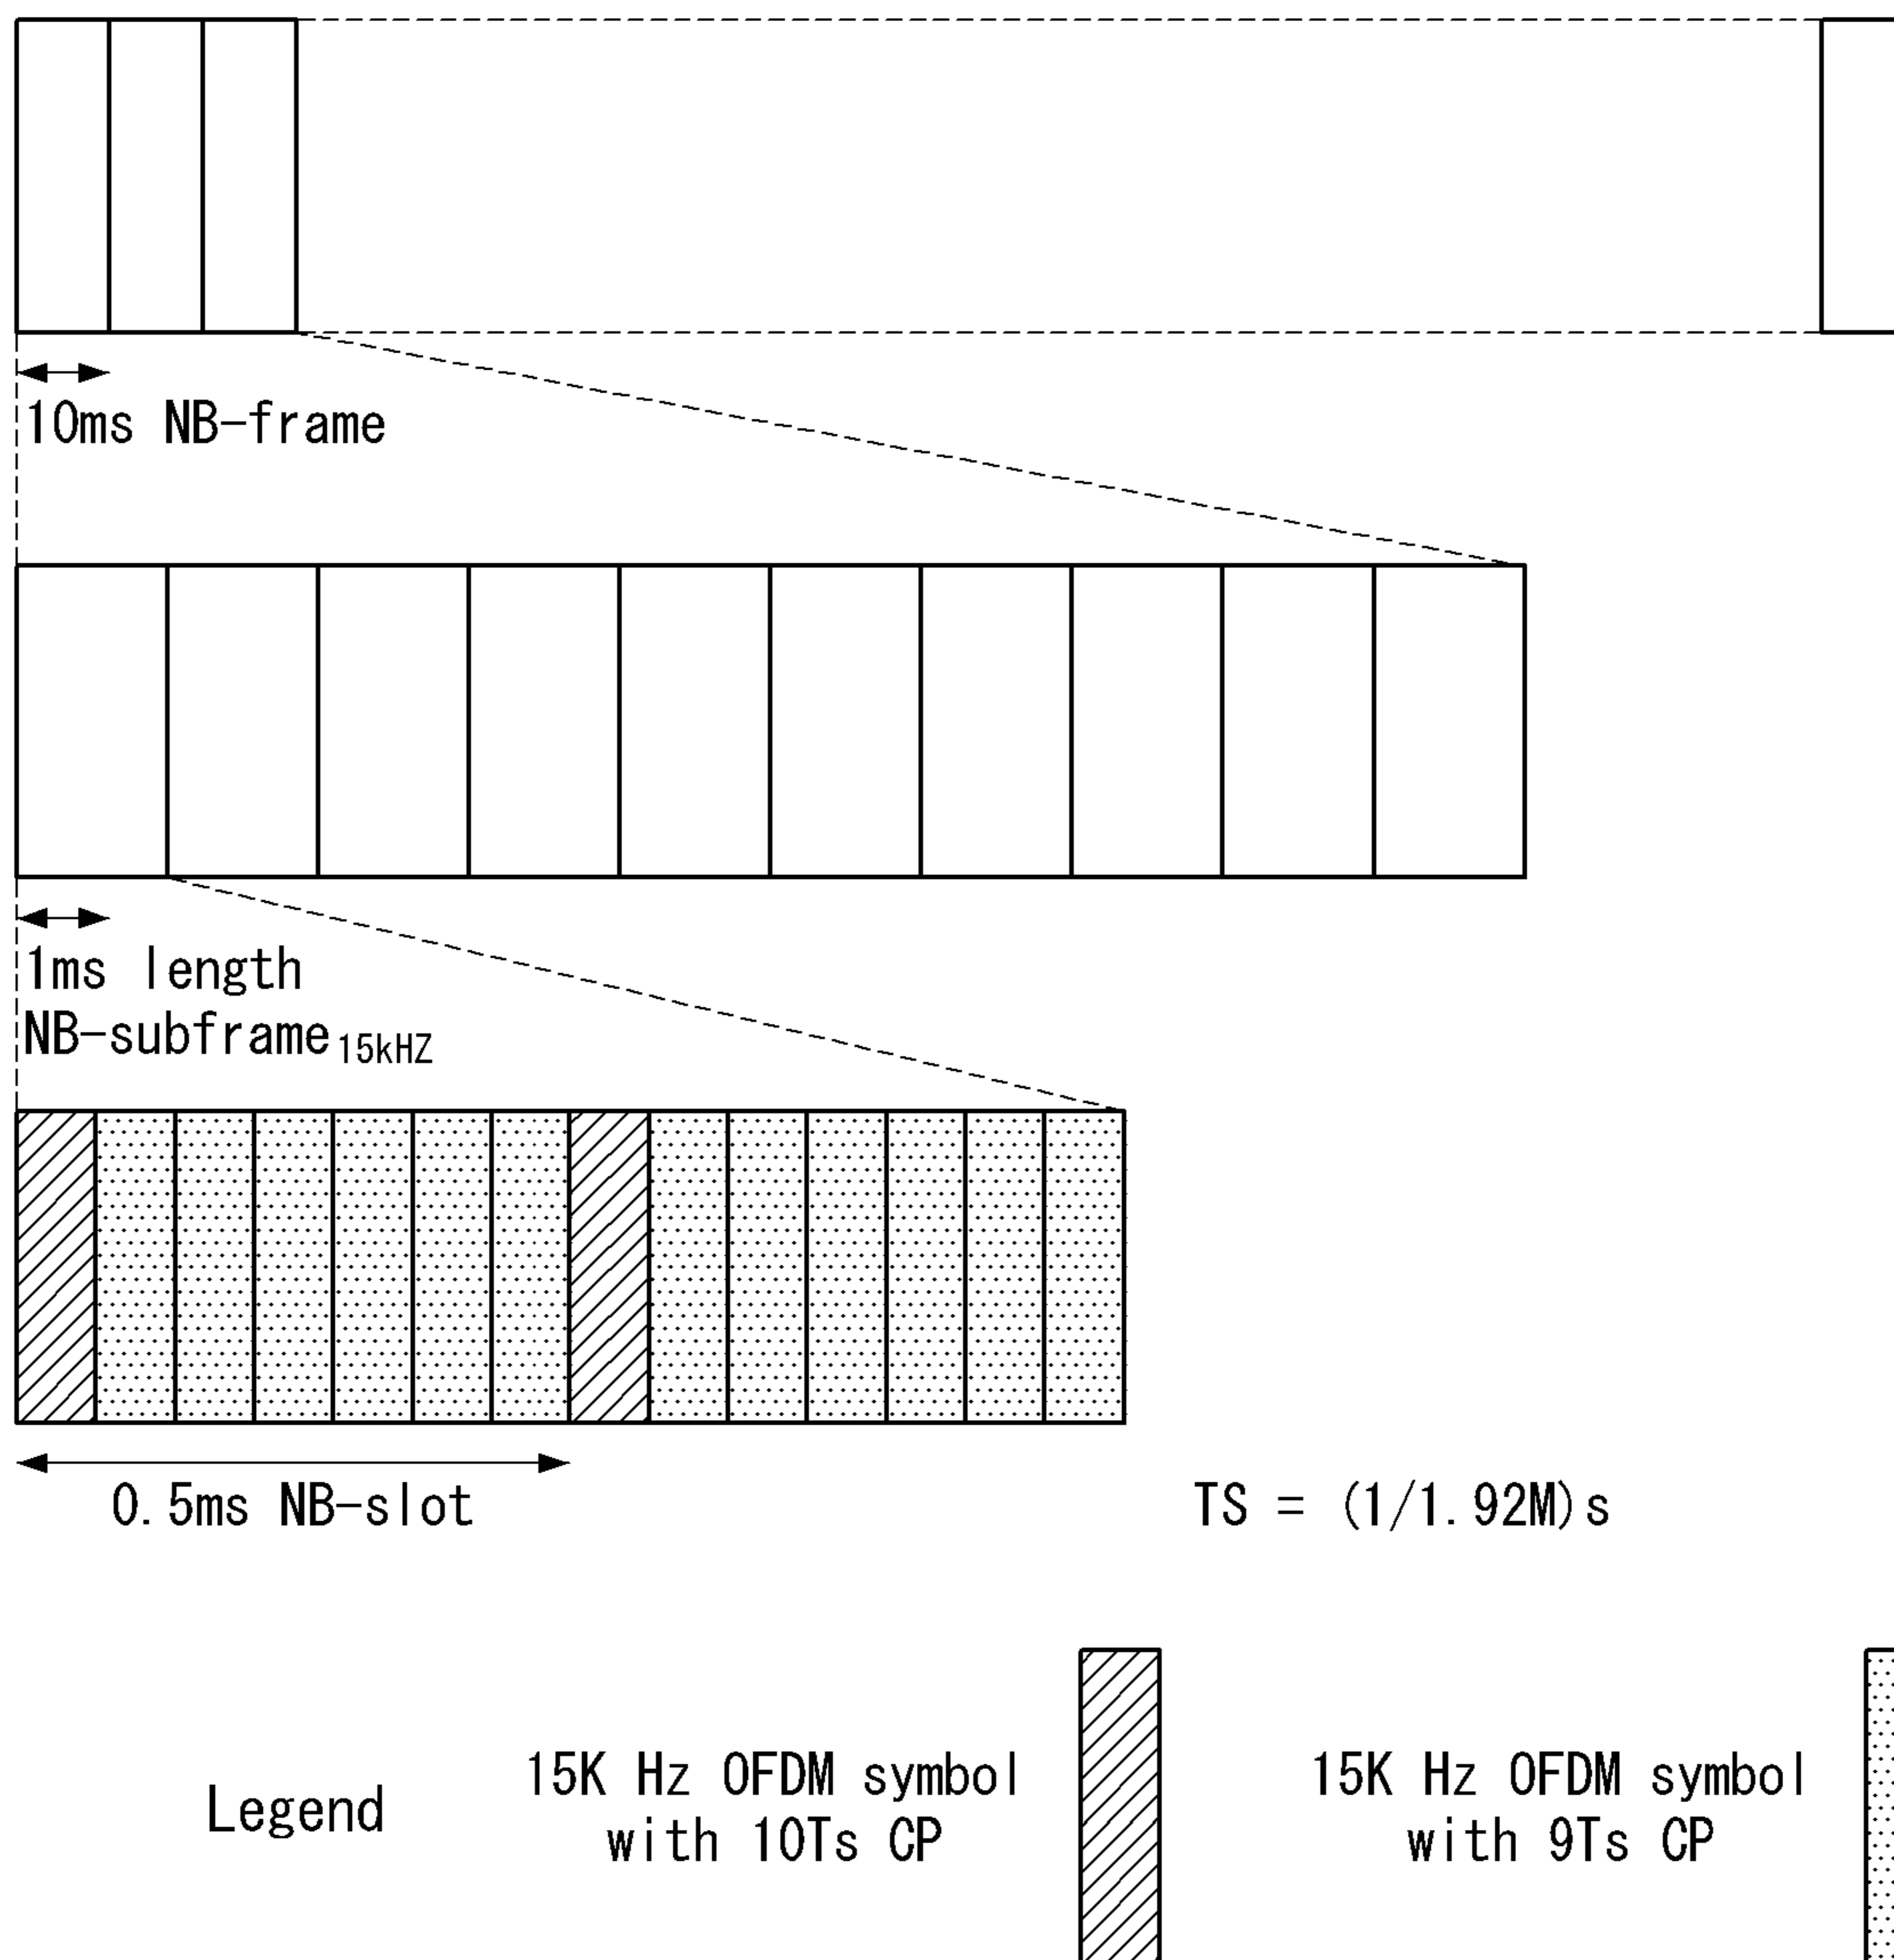 10ms NB-frame
1ms length
NB-subframe15kHZ
0.5ms NB-slot
TS = (1/1.92M)s
Legend
15K Hz OFDM symbol
with 10Ts CP
15K Hz OFDM symbol
with 9Ts CP